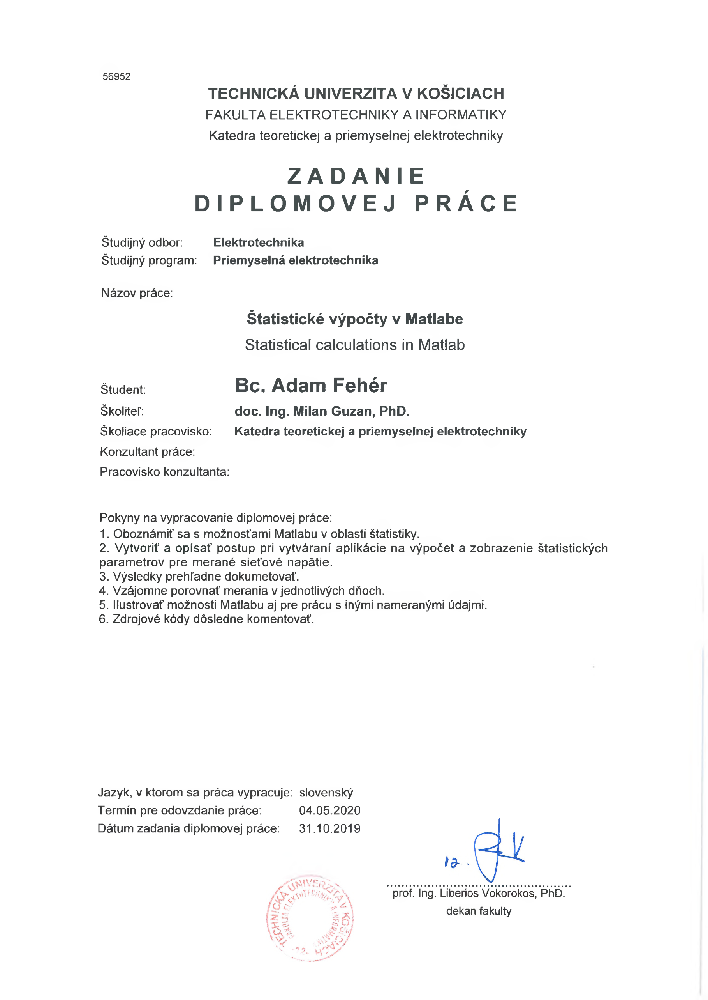 56952
TECHNICKÁ UNIVERZITA V KOŠICIACH
FAKULTA ELEKTROTECHNIKY A INFORMATIKY
Katedra teoretickej a priemyselnej elektrotechniky
ZADANIE
DIPLOMOVEJ PRÁCE
Študijný odbor: Elektrotechnika
Študijný program: Priemyselná elektrotechnika
Názov práce:
Štatistické výpočty v Matlabe
Statistical calculations in Matlab
Študent: Bc. Adam Fehér
Školiteľ: doc. Ing. Milan Guzan, PhD.
Školiace pracovisko: Katedra teoretickej a priemyselnej elektrotechniky
Konzultant práce:
Pracovisko konzultanta:
Pokyny na vypracovanie diplomovej práce:
1. Oboznámiť sa s možnosťami Matlabu v oblasti štatistiky.
2. Vytvoriť a opísať postup pri vytváraní aplikácie na výpočet a zobrazenie štatistických
parametrov pre merané sieťové napätie.
3. Výsledky prehľadne dokumetovať.
4. Vzájomne porovnať merania v jednotlivých dňoch.
5. Ilustrovať možnosti Matlabu aj pre prácu s inými nameranými údajmi.
6. Zdrojové kódy dôsledne komentovať.
Jazyk, v ktorom sa práca vypracuje: slovenský
Termín pre odovzdanie práce: 04.05.2020
Dátum zadania diplomovej práce: 31.10.2019
prof. Ing. Liberios Vokorokos, PhD.
dekan fakulty
TECHNICKÁ UNIVERZITA V KOŠICIACH
FAKULTA ELEKTROTECHNIKY A INFORMATIKY
-12-